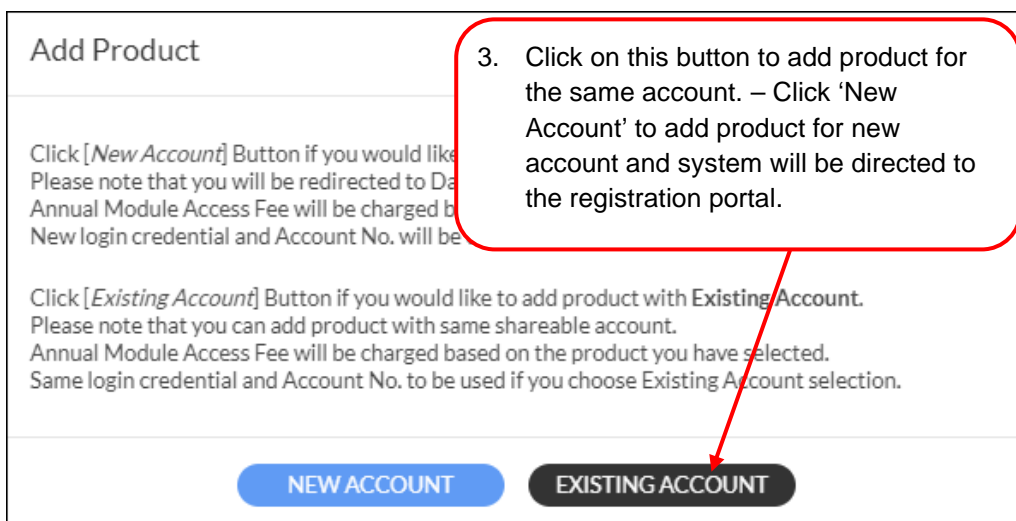 Add Product
3. Click on this button to add product for
the same account. – Click ‘New
Account’ to add product for new
account and system will be directed to
the registration portal.
Click [New Account] Button if you would like
Please note that you will be redirected to
Annual Module Access Fee will be charged
New login credential and Account No. will be
Click [Existing Account] Button if you would like to add product with Existing Account.
Please note that you can add product with same shareable account.
Annual Module Access Fee will be charged based on the product you have selected.
Same login credential and Account No. to be used if you choose Existing Account selection.
NEW ACCOUNT
EXISTING ACCOUNT